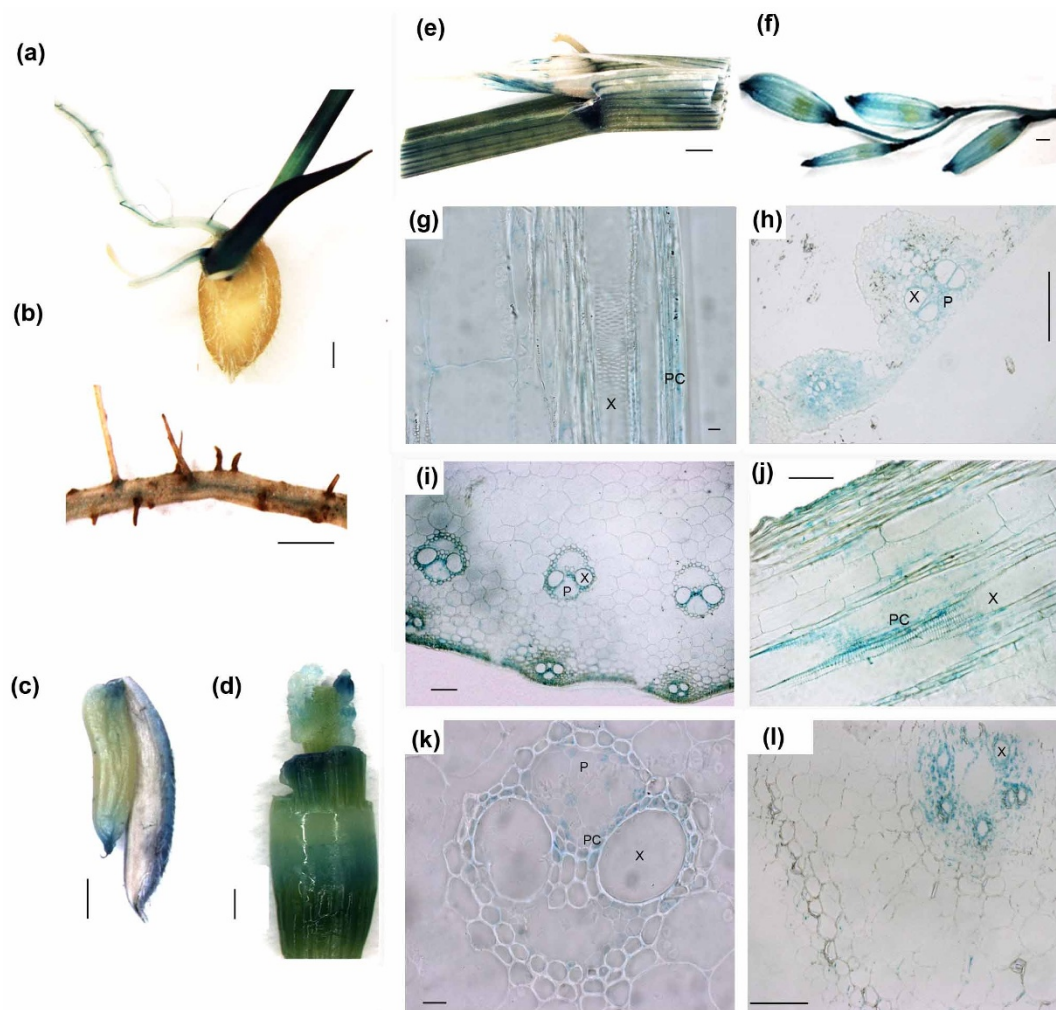 (a)
(b)
(c)
(d)
(e)
(f)
(g)
X
PC
(h)
X
P
(i)
X
P
(j)
X
PC
(k)
P
PC
X
(l)
X